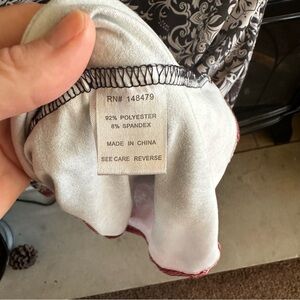 RN# 148479
92% POLYESTER
8% SPANDEX
MADE IN CHINA
SEE CARE REVERSE